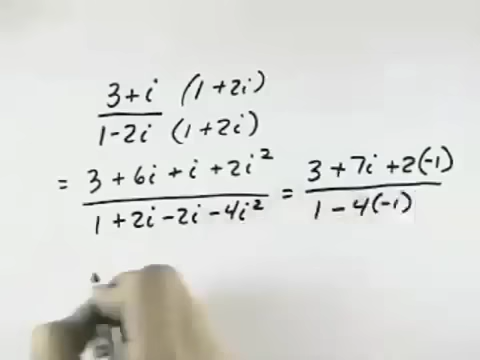 3+i (1+2i)
1-2i (1+2i)
= 3+6i+i+2i² / 1+2i-2i-4i² = 3+7i+2(-1) / 1-4(-1)